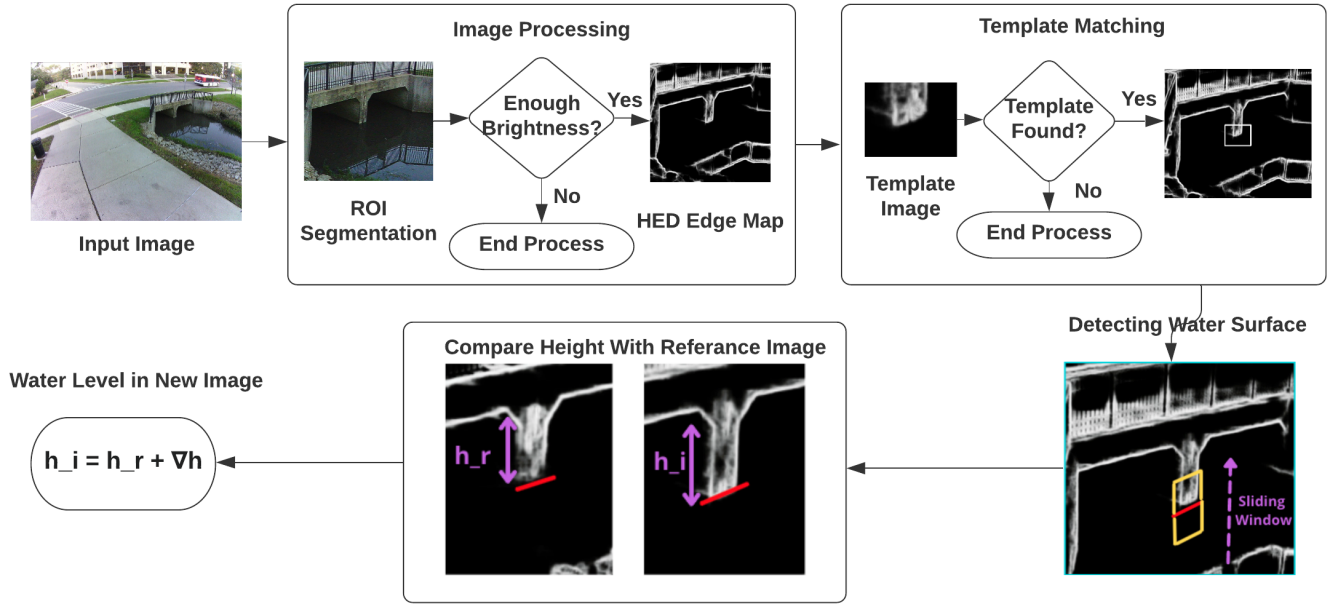 Image Processing
Enough
Brightness?
Yes
No
End Process
ROI
Segmentation
HED Edge Map
Input Image
Template Matching
Template
Found?
Yes
No
End Process
Template
Image
Detecting Water Surface
Sliding
Window
Compare Height With Referance Image
h_r
h_i
Water Level in New Image
h_i = h_r + ∇h